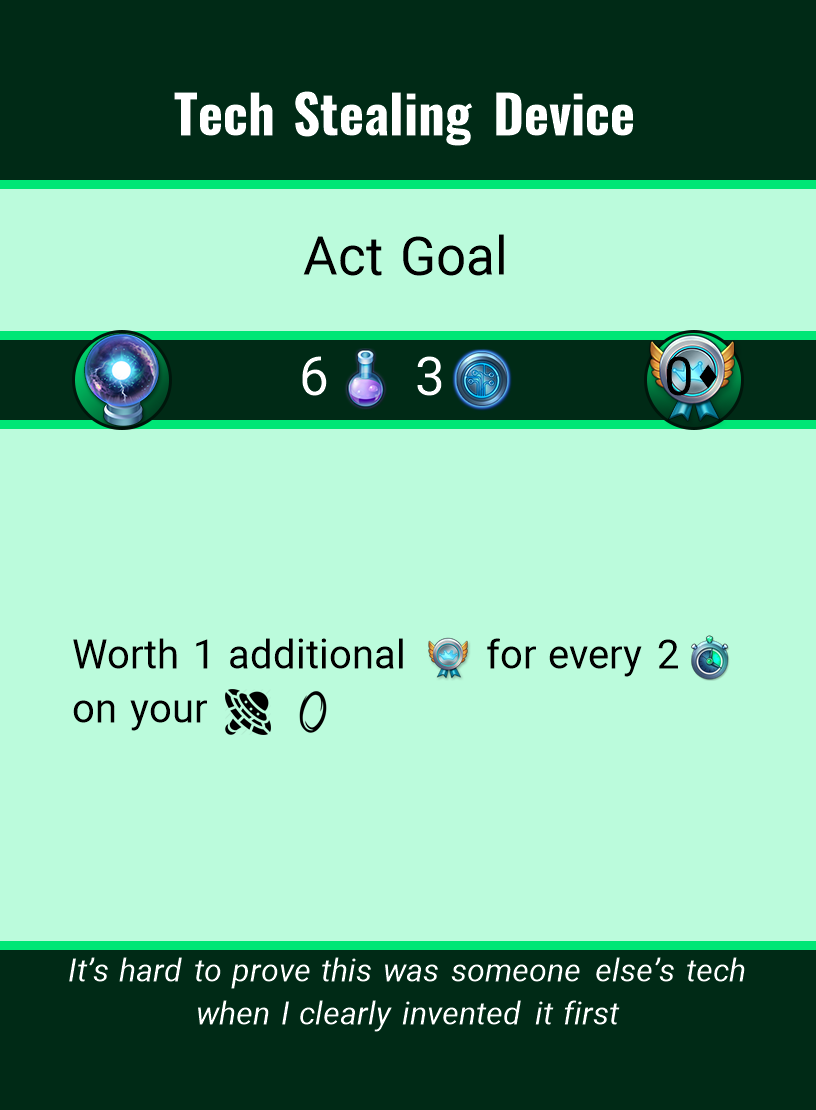 Tech Stealing Device
Act Goal
6 3 0♦
Worth 1 additional for every 2
on your
It’s hard to prove this was someone else’s tech
when I clearly invented it first